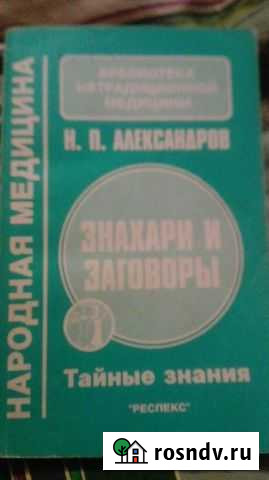 НАРОДНАЯ МЕДИЦИНА
БИБЛИОТЕКА
НЕТРАДИЦИОННОЙ
МЕДИЦИНЫ
Н. П. АЛЕКСАНДРОВ
ЗНАХАРИ И
ЗАГОВОРЫ
Тайные знания
"РЕСПЕКС"
rosndv.ru